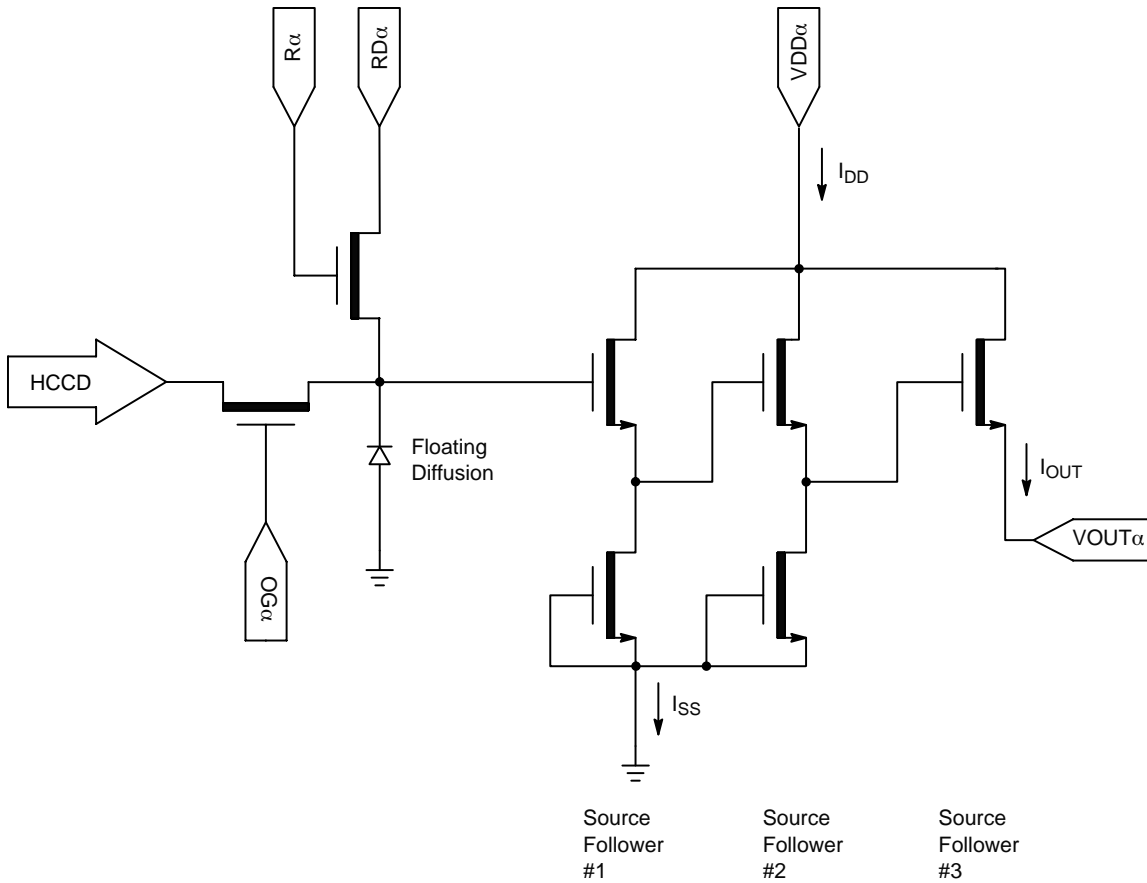 Rα
RDα
VDDα
IDD
HCCD
Floating
Diffusion
IOUT
VOUTα
OGα
ISS
Source
Follower
#1
Source
Follower
#2
Source
Follower
#3